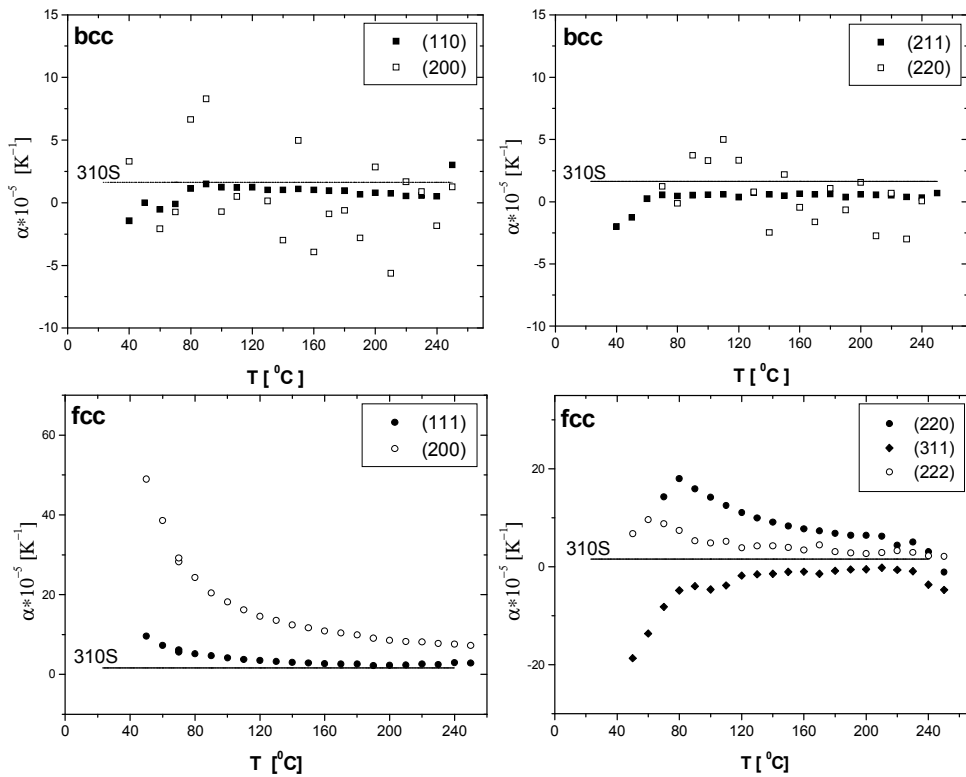 bcc
(110)
(200)
310S
15
10
5
0
-5
-10
0 40 80 120 160 200 240
α*10⁻⁵ [K⁻¹]
T [ ⁰C]
bcc
(211)
(220)
310S
15
10
5
0
-5
-10
0 40 80 120 160 200 240
α*10⁻⁵ [K⁻¹]
T [ ⁰C]
fcc
(111)
(200)
310S
60
40
20
0
0 40 80 120 160 200 240
α*10⁻⁵ [K⁻¹]
T [⁰C]
fcc
(220)
(311)
(222)
310S
20
0
-20
0 40 80 120 160 200 240
α*10⁻⁵ [K⁻¹]
T [ ⁰C]